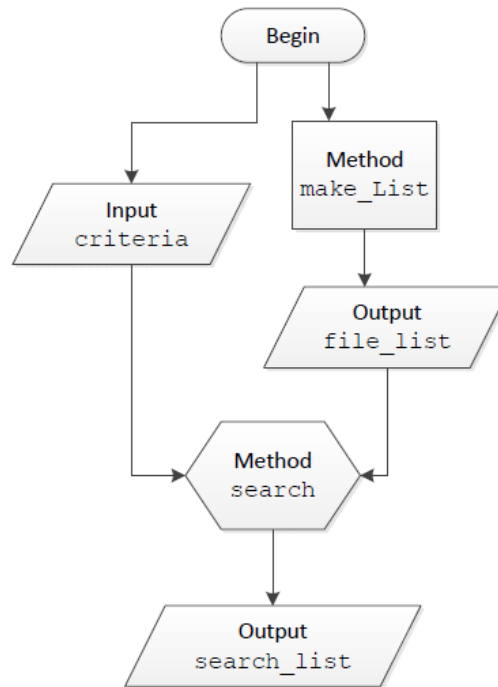 Begin
Method
make_List
Input
criteria
Output
file_list
Method
search
Output
search_list